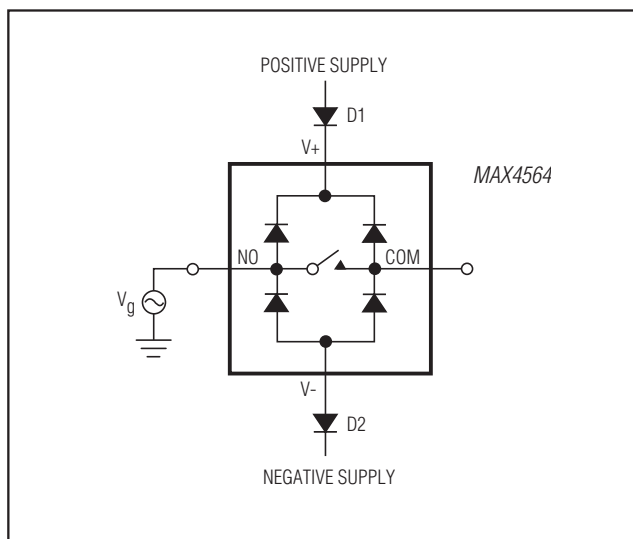 POSITIVE SUPPLY
D1
V+
MAX4564
NO
COM
Vg
V-
D2
NEGATIVE SUPPLY